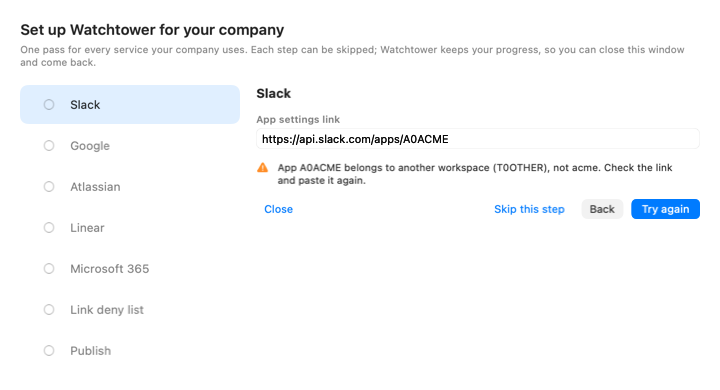 Set up Watchtower for your company
One pass for every service your company uses. Each step can be skipped; Watchtower keeps your progress, so you can close this window
and come back.
Slack
Google
Atlassian
Linear
Microsoft 365
Link deny list
Publish
Slack
App settings link
https://api.slack.com/apps/A0ACME
App A0ACME belongs to another workspace (T0OTHER), not acme. Check the link
and paste it again.
Close
Skip this step
Back
Try again